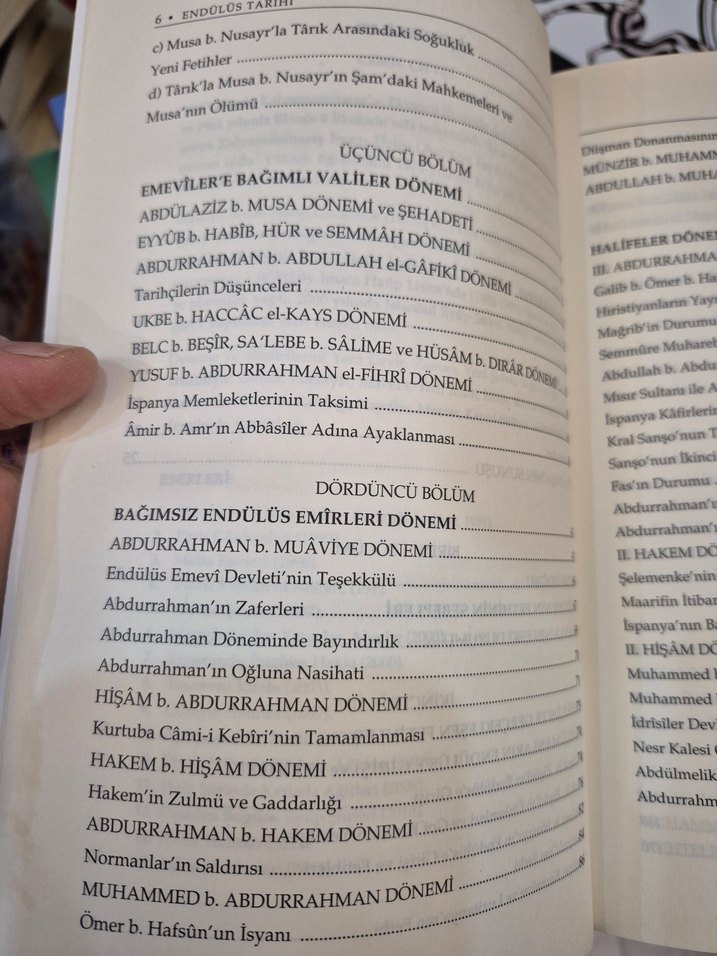 6 • ENDÜLÜS TARİHİ
c) Musa b. Nusayr'la Târık Arasındaki Soğukluk
Yeni Fetihler
d) Târık'la Musa b. Nusayr'ın Şam'daki Mahkemeleri ve
Musa'nın Ölümü
ÜÇÜNCÜ BÖLÜM
EMEVÎLER'E BAĞIMLI VALİLER DÖNEMİ
ABDÜLAZİZ b. MUSA DÖNEMİ ve ŞEHADETİ
EYYÛB b. HABÎB, HÜR ve SEMMÂH DÖNEMİ
ABDURRAHMAN b. ABDULLAH el-GÂFİKÎ DÖNEMİ
Tarihçilerin Düşünceleri
UKBE b. HACCÂC el-KAYS DÖNEMİ
BELC b. BEŞÎR, SA'LEBE b. SÂLİME ve HÜSÂM b. DIRÂR DÖNEMİ
YUSUF b. ABDURRAHMAN el-FİHRÎ DÖNEMİ
İspanya Memleketlerinin Taksimi
Âmir b. Amr'ın Abbâsîler Adına Ayaklanması
DÖRDÜNCÜ BÖLÜM
BAĞIMSIZ ENDÜLÜS EMÎRLERİ DÖNEMİ
ABDURRAHMAN b. MUÂVİYE DÖNEMİ
Endülüs Emevî Devleti'nin Teşekkülü
Abdurrahman'ın Zaferleri
Abdurrahman Döneminde Bayındırlık
Abdurrahman'ın Oğluna Nasihati
HİŞÂM b. ABDURRAHMAN DÖNEMİ
Kurtuba Câmi-i Kebîri'nin Tamamlanması
HAKEM b. HİŞÂM DÖNEMİ
Hakem'in Zulmü ve Gaddarlığı
ABDURRAHMAN b. HAKEM DÖNEMİ 82
Normanlar'ın Saldırısı 84
MUHAMMED b. ABDURRAHMAN DÖNEMİ 86
Ömer b. Hafsûn'un İsyanı
Düşman Donanmasının
MÜNZİR b. MUHAMM
ABDULLAH b. MUHA
HALİFELER DÖNE
III. ABDURRAHMA
Galib b. Ömer b. Ha
Hıristiyanların Yayı
Mağrib'in Durumu
Semmûre Muhareb
Abdullah b. Abdu
Mısır Sultanı ile A
İspanya Kâfirlerin
Kral Sanşo'nun T
Sanşo'nun İkinci
Fas'ın Durumu
Abdurrahman'ı
Abdurrahman'ı
II. HAKEM DÖ
Şelemenke'nin
Maarifin İtibar
İspanya'nın Ba
II. HİŞÂM DÖ
Muhammed b
Muhammed
İdrîsîler Dev
Nesr Kalesi
Abdülmelik
Abdurrahm